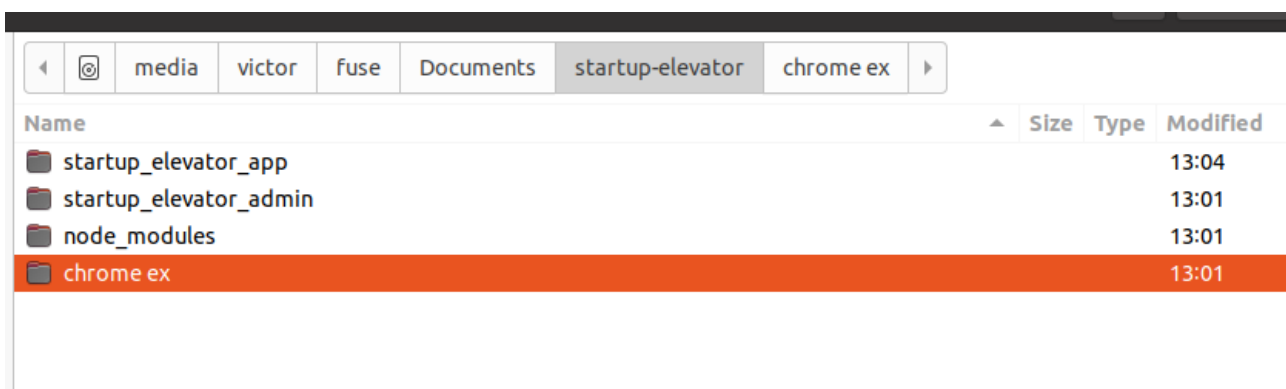 media victor fuse Documents startup-elevator chrome ex
Name Size Type Modified
startup_elevator_app 13:04
startup_elevator_admin 13:01
node_modules 13:01
chrome ex 13:01